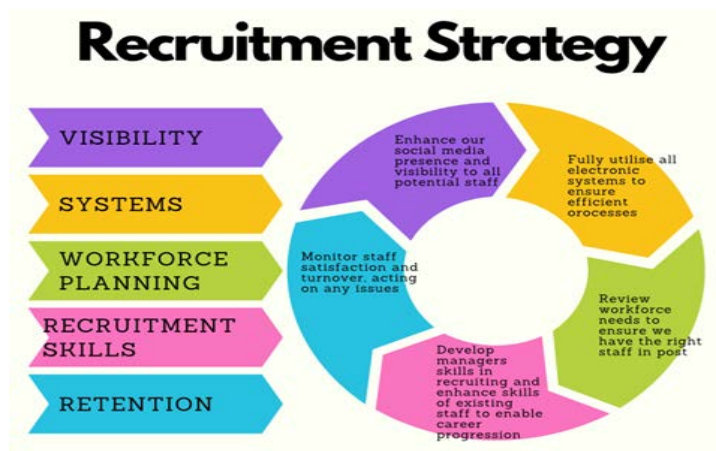 Recruitment Strategy
VISIBILITY
SYSTEMS
WORKFORCE
PLANNING
RECRUITMENT
SKILLS
RETENTION
Enhance our
social media
presence and
visibility to all
potential staff
Fully utilise all
electronic
systems to
ensure
efficient
orocesses
Review
workforce
needs to
ensure we
have the right
staff in post
Develop
managers
skills in
recruiting and
enhance skills
of existing
staff to enable
career
progression
Monitor staff
satisfaction and
turnover, acting
on any issues